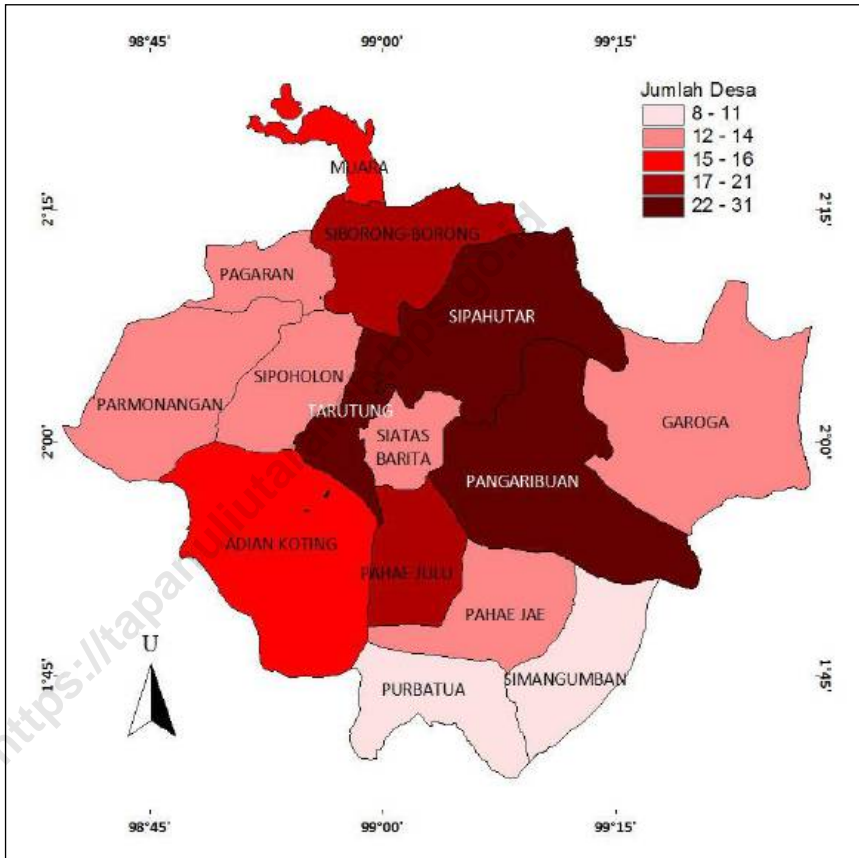 98°45' 99°00' 99°15'
Jumlah Desa
8 - 11
12 - 14
15 - 16
17 - 21
22 - 31
MUARA
2°15' 2°15'
SIBORONG-BORONG
PAGARAN
SIPAHUTAR
SIPOHOLON
PARMONANGAN
TARUTUNG
GAROGA
SIATAS
BARITA
2°00' 2°00'
PANGARIBUAN
ADIAN KOTING
PAHAE JULU
PAHAE JAE
U
1°45' 1°45'
SIMANGUMBAN
PURBATUA
98°45' 99°00' 99°15'